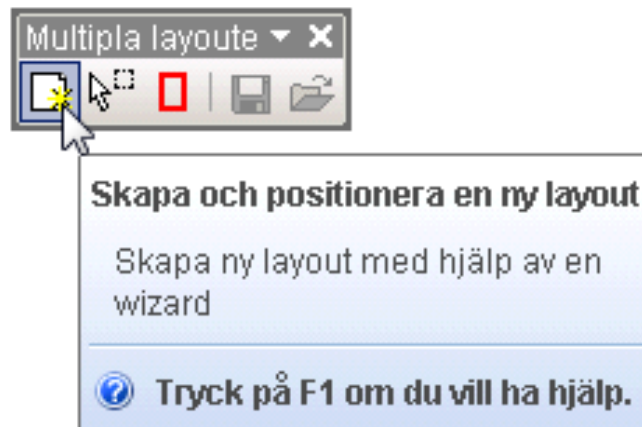 Multipla layoute
Skapa och positionera en ny layout
Skapa ny layout med hjälp av en
wizard
Tryck på F1 om du vill ha hjälp.